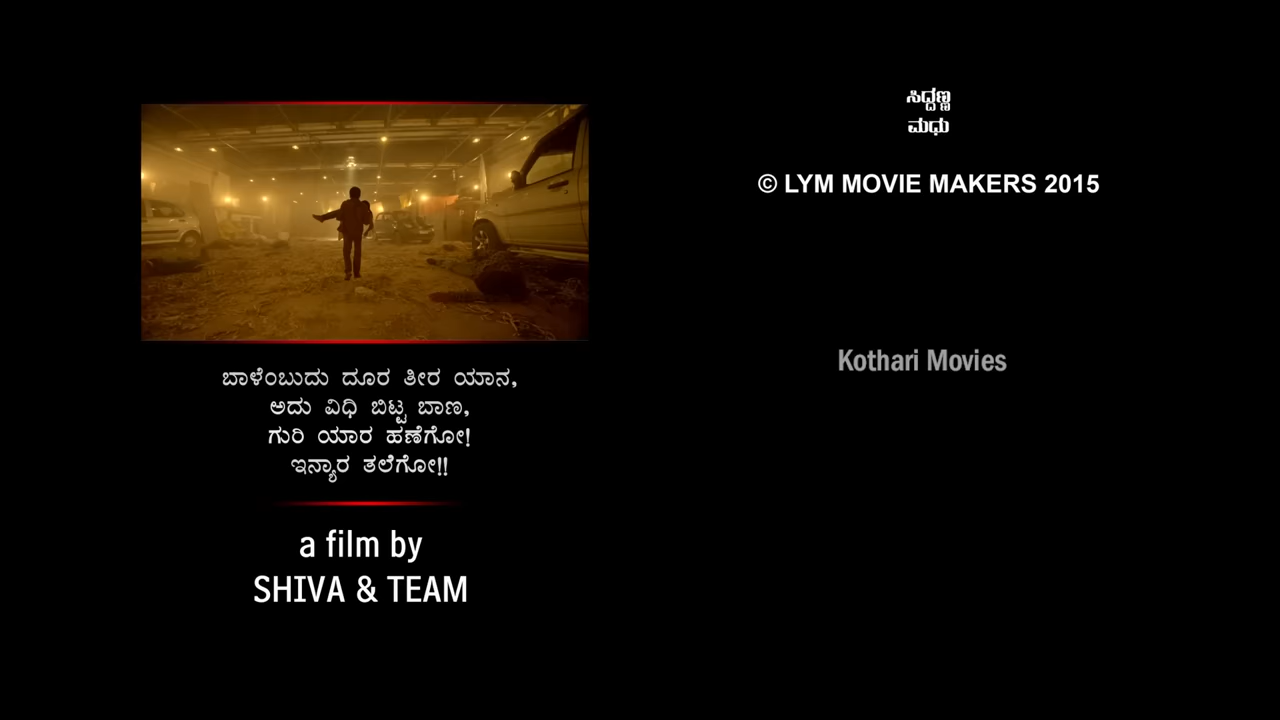 ಬಾಳೆಂಬುದು ದೂರ ತೀರ ಯಾನ,
ಅದು ವಿಧಿ ಬಿಟ್ಟ ಬಾಣ,
ಗುರಿ ಯಾರ ಹಣೆಗೋ!
ಇನ್ಯಾರ ತಲೆಗೋ!!
a film by
SHIVA & TEAM
ಸಿದ್ದಣ್ಣ
ಮಧು
© LYM MOVIE MAKERS 2015
Kothari Movies